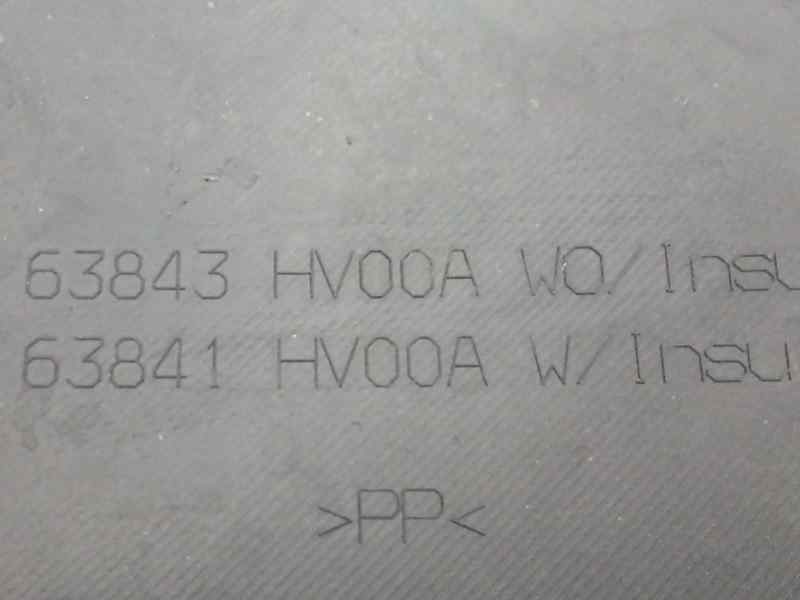 63843 HV00A WO/Insu
63841 HV00A W/Insu
>PP<